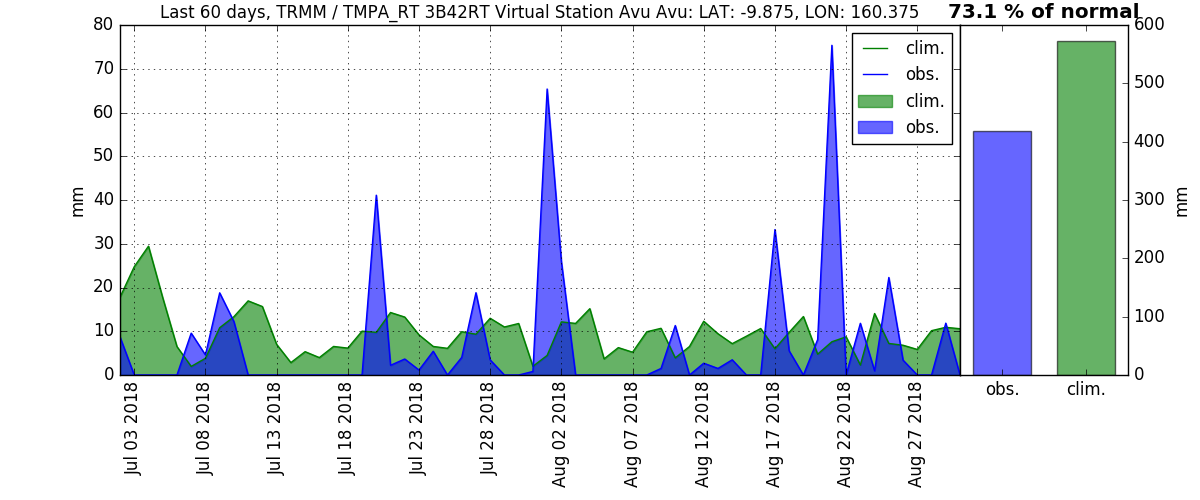 Last 60 days, TRMM / TMPA_RT 3B42RT Virtual Station Avu Avu: LAT: -9.875, LON: 160.375
73.1 % of normal
mm
80
70
60
50
40
30
20
10
0
clim.
obs.
clim.
obs.
Jul 03 2018
Jul 08 2018
Jul 13 2018
Jul 18 2018
Jul 23 2018
Jul 28 2018
Aug 02 2018
Aug 07 2018
Aug 12 2018
Aug 17 2018
Aug 22 2018
Aug 27 2018
obs.
clim.
600
500
400
300
200
100
0
mm